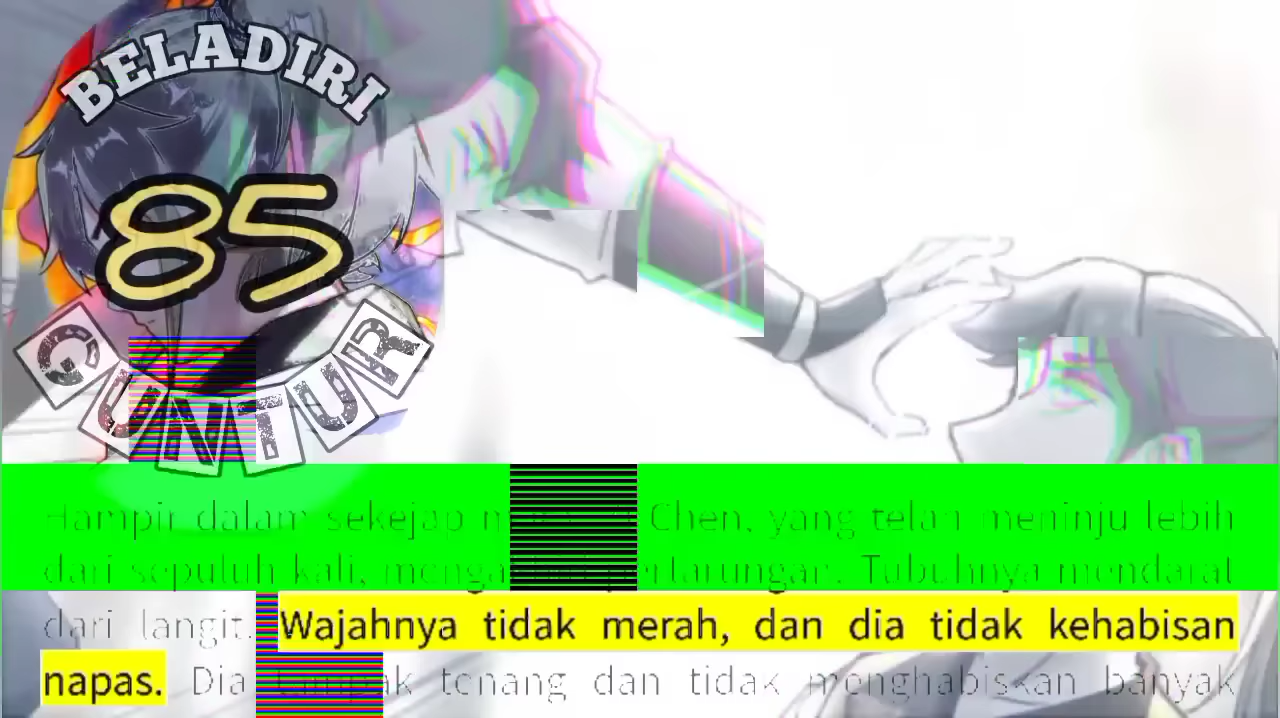 BELADIRI
85
GUNTUR
Hampir dalam sekejap Chen, yang telah meninju lebih
dari sepuluh kali, pertarungan. Tubuhnya mendarat
dari langit. Wajahnya tidak merah, dan dia tidak kehabisan
napas. Dia tampak tenang dan tidak menghabiskan banyak